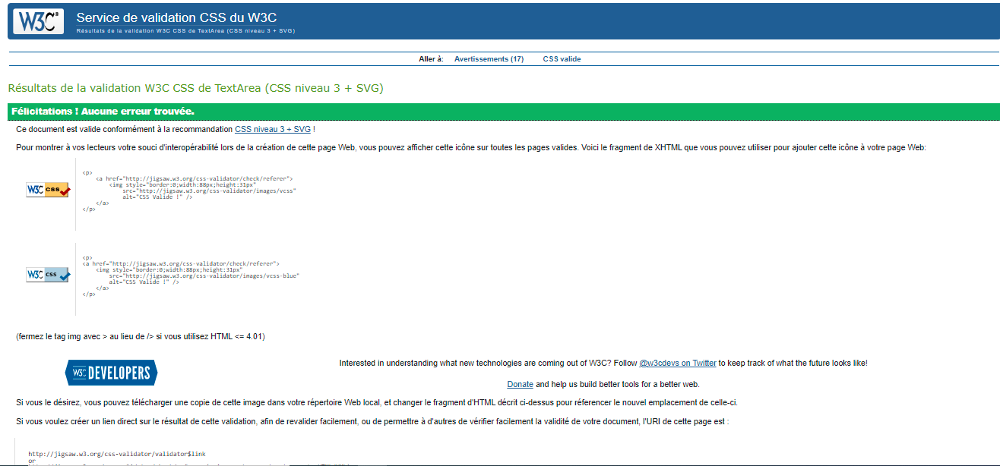 W3C®
Service de validation CSS du W3C
Résultats de la validation W3C CSS de TextArea (CSS niveau 3 + SVG)
Aller à: Avertissements (17) CSS valide
Résultats de la validation W3C CSS de TextArea (CSS niveau 3 + SVG)
Félicitations ! Aucune erreur trouvée.
Ce document est valide conformément à la recommandation CSS niveau 3 + SVG !
Pour montrer à vos lecteurs votre souci d'interopérabilité lors de la création de cette page Web, vous pouvez afficher cette icône sur toutes les pages valides. Voici le fragment de XHTML que vous pouvez utiliser pour ajouter cette icône à votre page Web:
W3C css
<p>
<a href="http://jigsaw.w3.org/css-validator/check/referer">
<img style="border:0;width:88px;height:31px"
src="http://jigsaw.w3.org/css-validator/images/vcss"
alt="CSS Valide !" />
</a>
</p>
W3C css
<p>
<a href="http://jigsaw.w3.org/css-validator/check/referer">
<img style="border:0;width:88px;height:31px"
src="http://jigsaw.w3.org/css-validator/images/vcss-blue"
alt="CSS Valide !" />
</a>
</p>
(fermez le tag img avec > au lieu de /> si vous utilisez HTML <= 4.01)
W3C DEVELOPERS
Interested in understanding what new technologies are coming out of W3C? Follow @w3cdevs on Twitter to keep track of what the future looks like!
Donate and help us build better tools for a better web.
Si vous le désirez, vous pouvez télécharger une copie de cette image dans votre répertoire Web local, et changer le fragment d'HTML décrit ci-dessus pour réferencer le nouvel emplacement de celle-ci.
Si vous voulez créer un lien direct sur le résultat de cette validation, afin de revalider facilement, ou de permettre à d'autres de vérifier facilement la validité de votre document, l'URI de cette page est :
http://jigsaw.w3.org/css-validator/validator$link
or